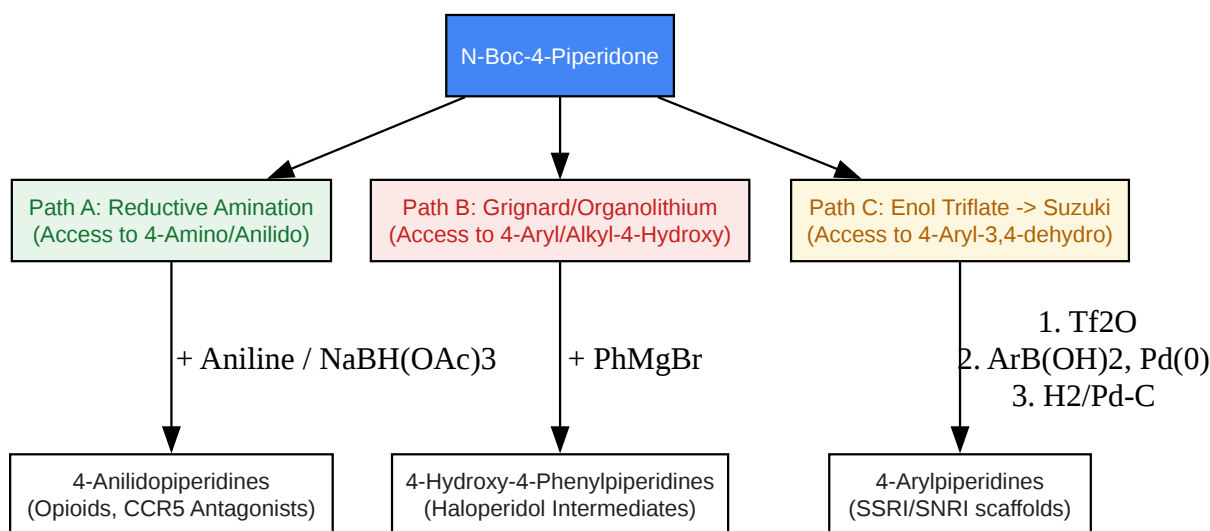 N-Boc-4-Piperidone
Path A: Reductive Amination
(Access to 4-Amino/Anilido)
Path B: Grignard/Organolithium
(Access to 4-Aryl/Alkyl-4-Hydroxy)
Path C: Enol Triflate -> Suzuki
(Access to 4-Aryl-3,4-dehydro)
+ Aniline / NaBH(OAc)3
+ PhMgBr
1. Tf2O
2. ArB(OH)2, Pd(0)
3. H2/Pd-C
4-Anilidopiperidines
(Opioids, CCR5 Antagonists)
4-Hydroxy-4-Phenylpiperidines
(Haloperidol Intermediates)
4-Arylpiperidines
(SSRI/SNRI scaffolds)